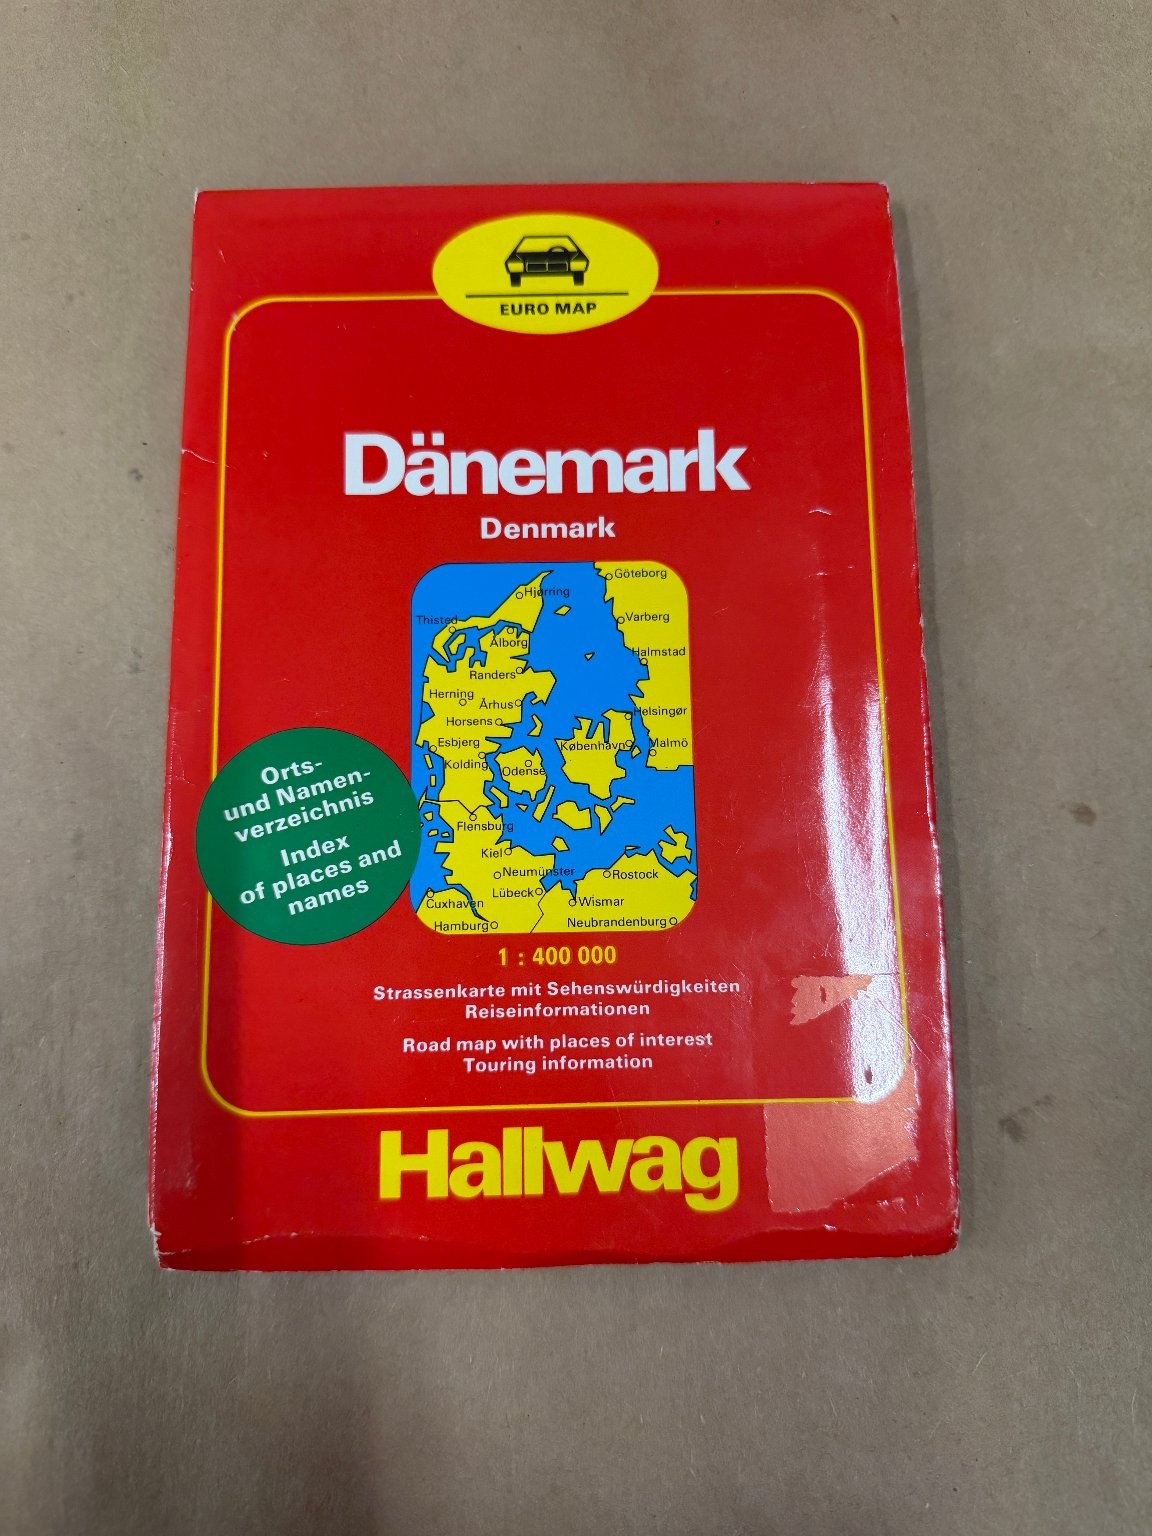 EURO MAP
Dänemark
Denmark
Göteborg
Hjørring
Varberg
Thisted
Ålborg
Halmstad
Randers
Herning
Århus
Helsingør
Horsens
Esbjerg
København
Malmö
Kolding
Odense
Flensburg
Kiel
Neumünster
Rostock
Lübeck
Cuxhaven
Wismar
Hamburg
Neubrandenburg
Orts-
und Namen-
verzeichnis
Index
of places and
names
1 : 400 000
Strassenkarte mit Sehenswürdigkeiten
Reiseinformationen
Road map with places of interest
Touring information
Hallwag